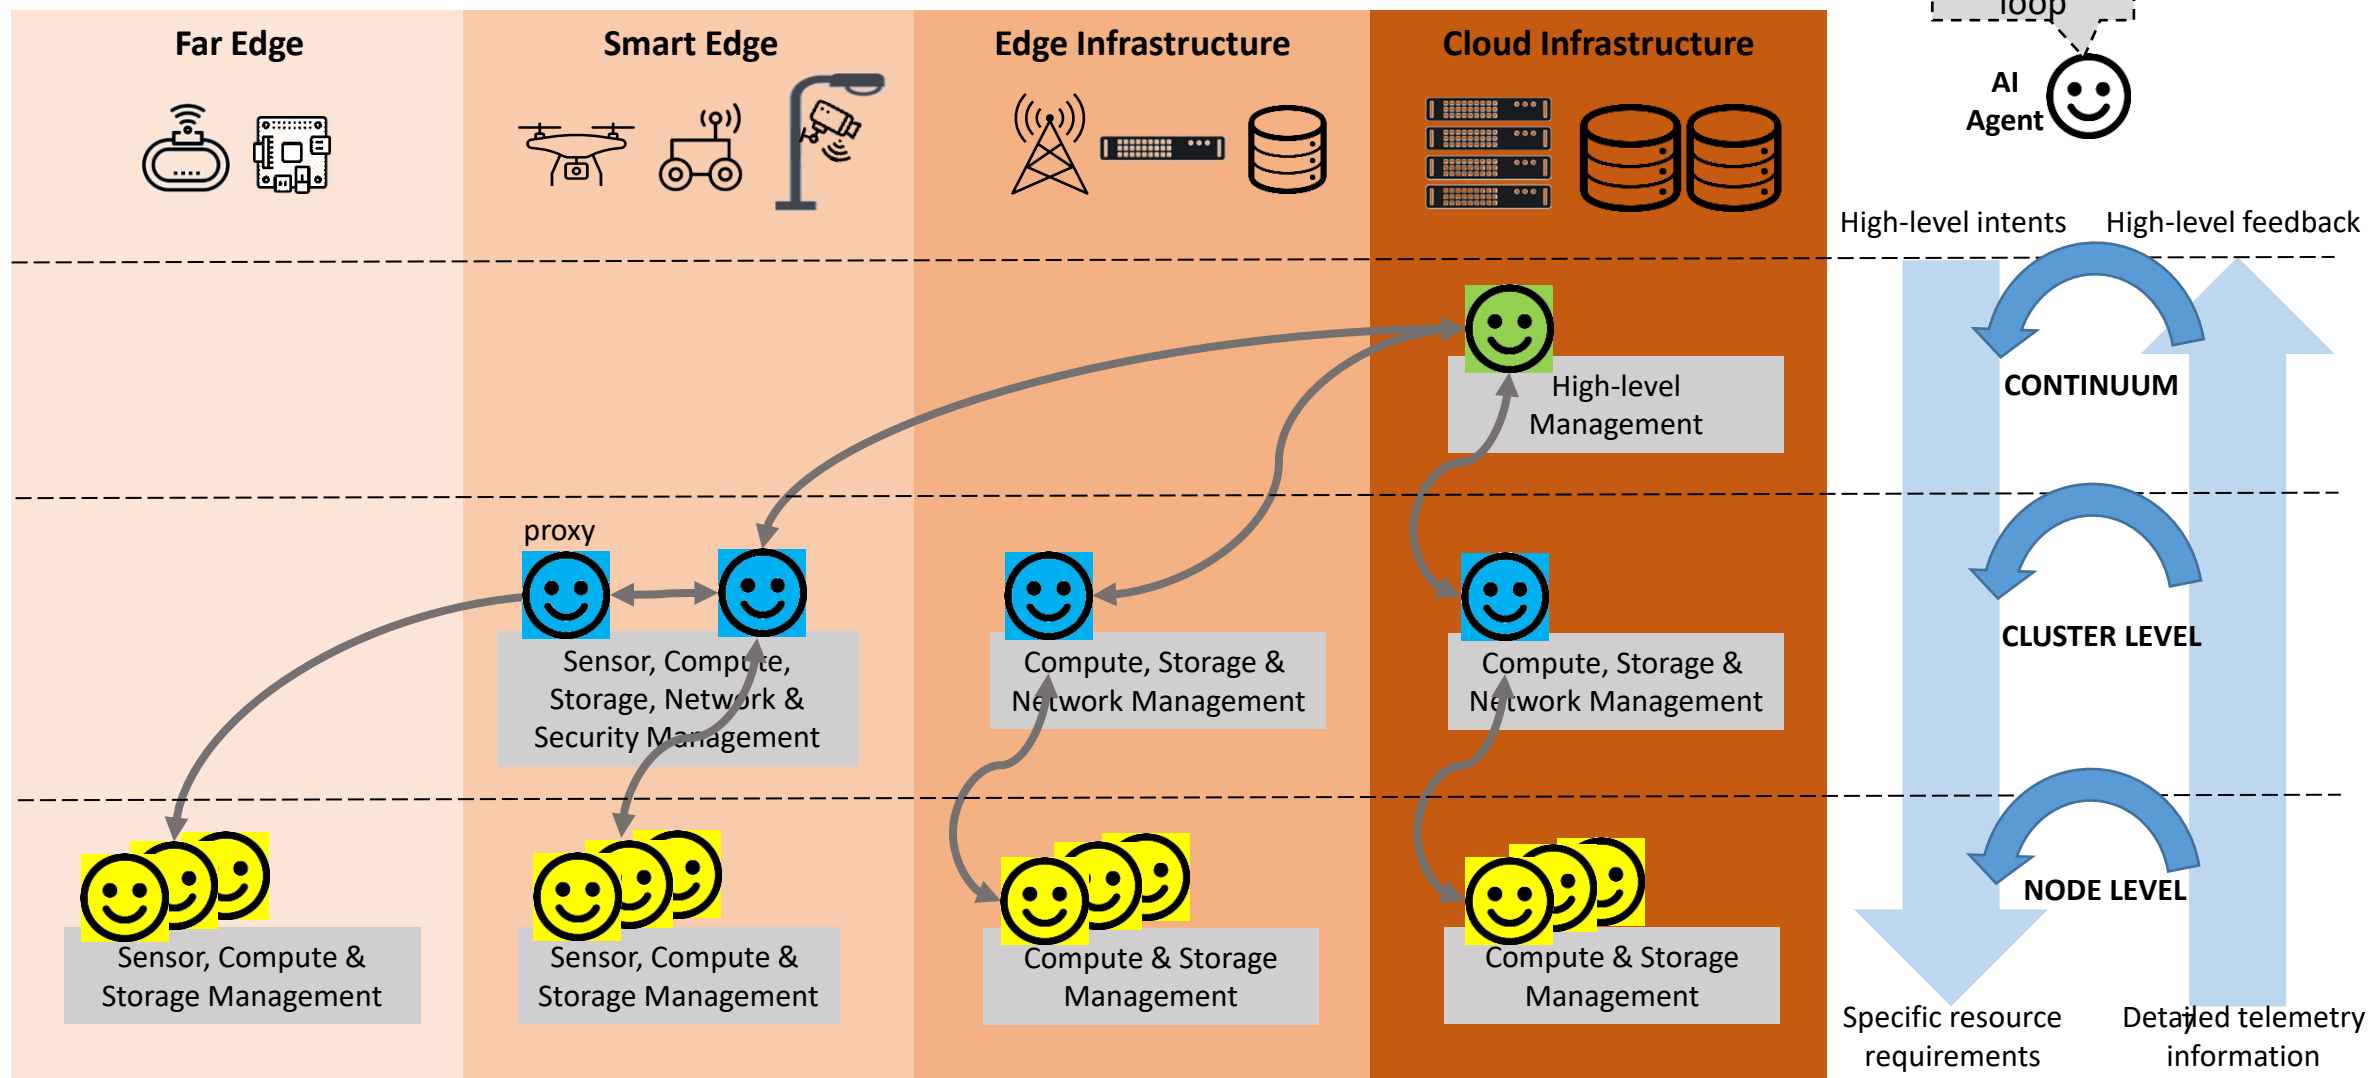 Far Edge
Smart Edge
Edge Infrastructure
Cloud Infrastructure
loop
AI
Agent
High-level intents
High-level feedback
High-level
Management
CONTINUUM
proxy
Sensor, Compute,
Storage, Network &
Security Management
Compute, Storage &
Network Management
Compute, Storage &
Network Management
CLUSTER LEVEL
Sensor, Compute &
Storage Management
Sensor, Compute &
Storage Management
Compute & Storage
Management
Compute & Storage
Management
NODE LEVEL
Specific resource
requirements
Detailed telemetry
information
7